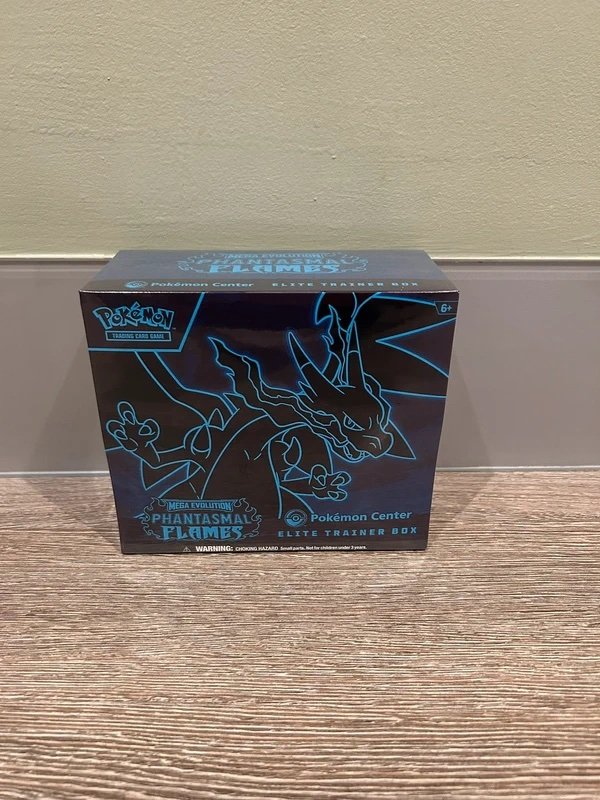 MEGA EVOLUTION
PHANTASMAL
FLAMES
Pokémon Center ELITE TRAINER BOX
POKÉMON
TRADING CARD GAME
6+
MEGA EVOLUTION
PHANTASMAL
FLAMES
Pokémon Center
ELITE TRAINER BOX
WARNING: CHOKING HAZARD Small parts. Not for children under 3 years.